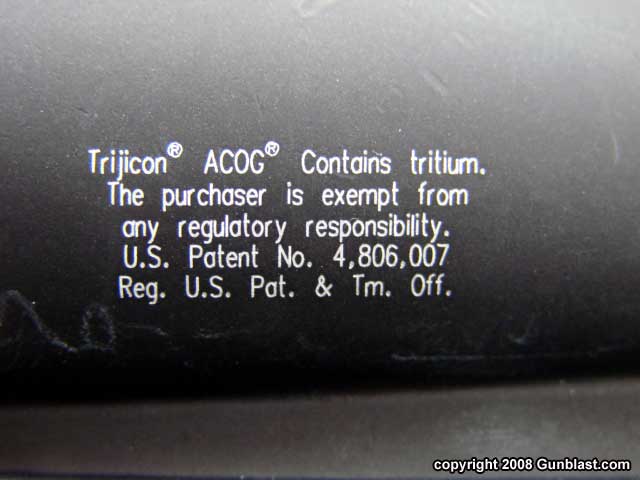 Trijicon® ACOG® Contains tritium.
The purchaser is exempt from
any regulatory responsibility.
U.S. Patent No. 4,806,007
Reg. U.S. Pat. & Tm. Off.
copyright 2008 Gunblast.com